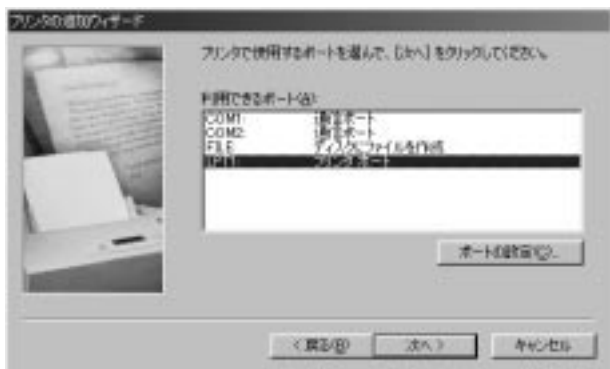 プリンタの追加ウィザード
プリンタで使用するポートを選んで、[次へ] をクリックしてください。
利用できるポート(A):
COM1: 通信ポート
COM2: 通信ポート
FILE: ディスクにファイルを作成
LPT1: プリンタ ポート
ポートの設定(C)...
< 戻る(B)
次へ >
キャンセル